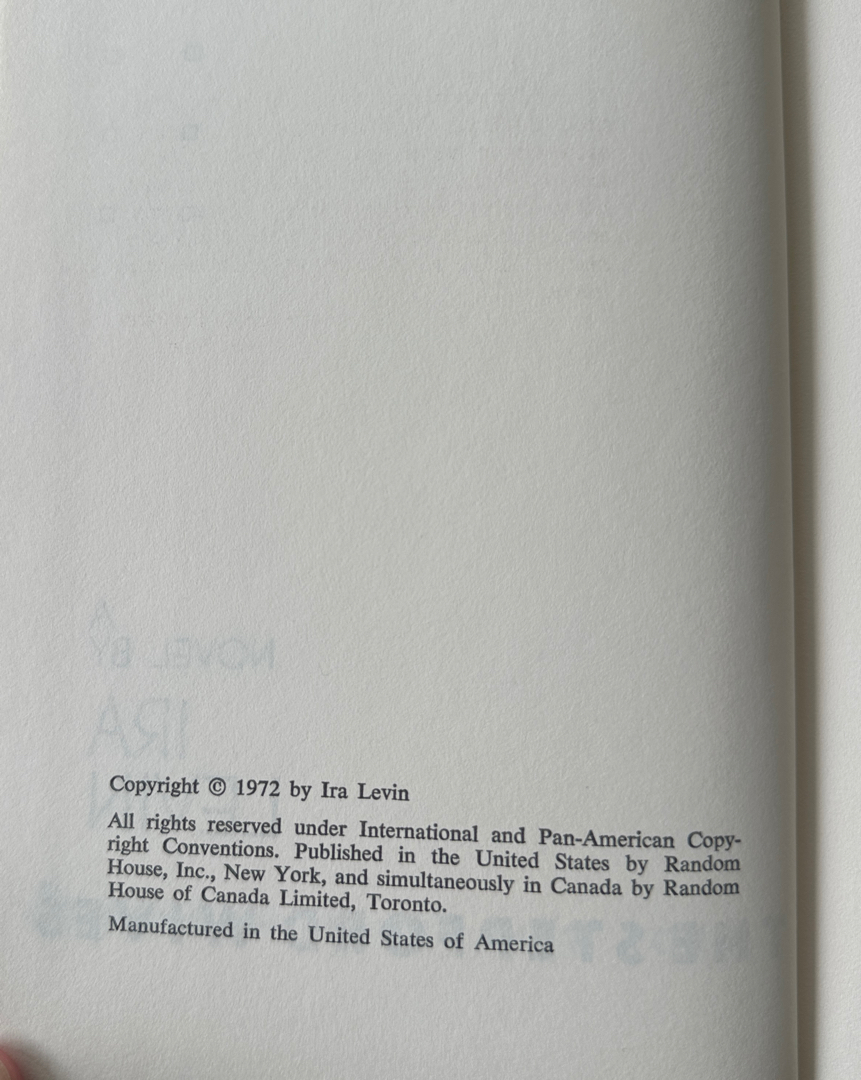 Copyright © 1972 by Ira Levin
All rights reserved under International and Pan-American Copy-
right Conventions. Published in the United States by Random
House, Inc., New York, and simultaneously in Canada by Random
House of Canada Limited, Toronto.
Manufactured in the United States of America